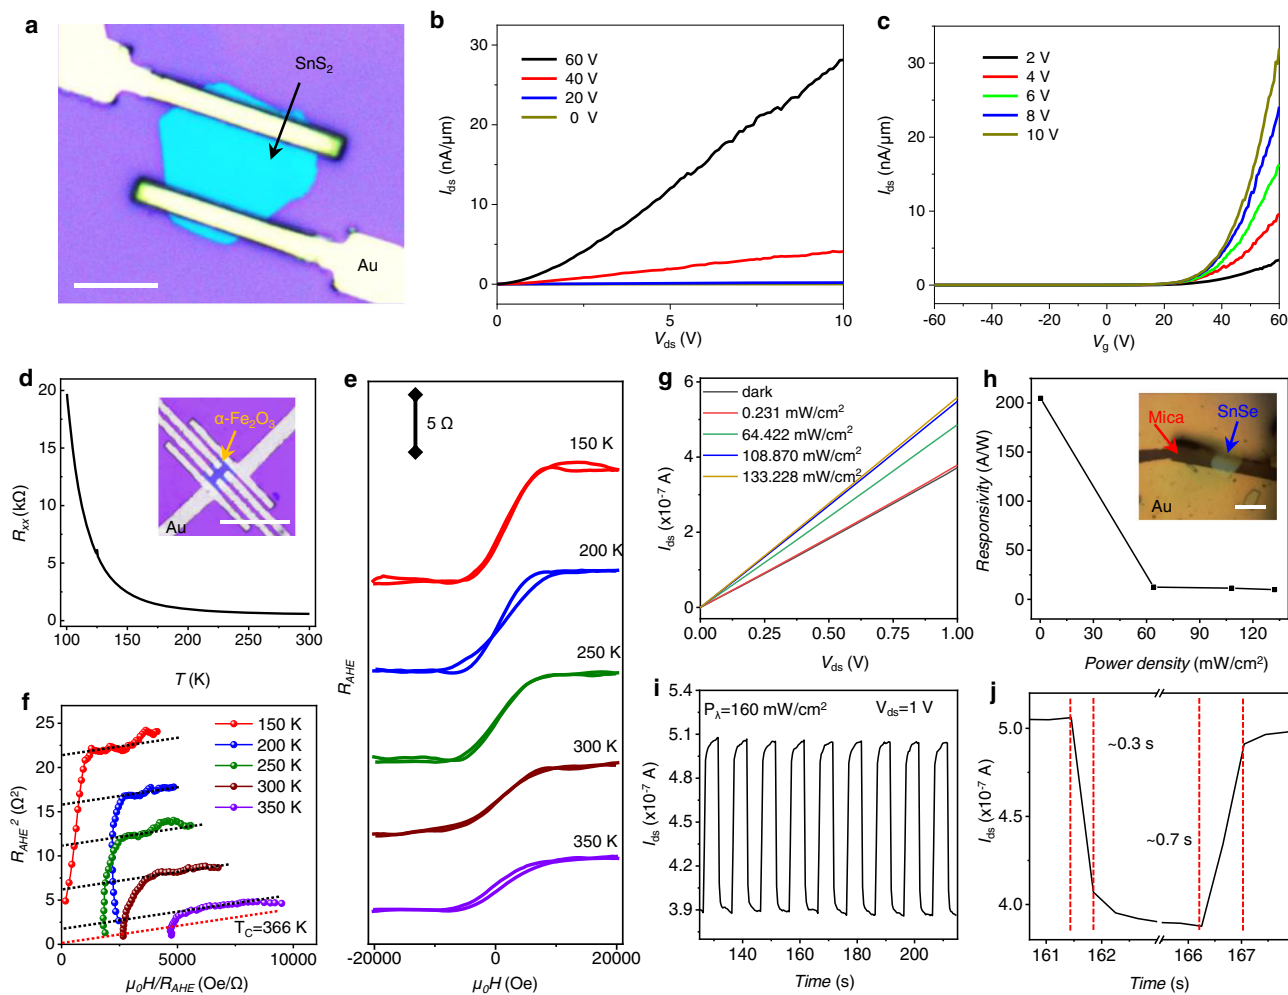 a
SnS2
Au
b
60 V
40 V
20 V
0 V
Ids (nA/μm)
30
20
10
0
0
5
10
Vds (V)
c
2 V
4 V
6 V
8 V
10 V
Ids (nA/μm)
30
20
10
0
-60
-40
-20
0
20
40
60
Vg (V)
d
Rxx (kΩ)
20
15
10
5
0
100
150
200
250
300
T (K)
α-Fe2O3
Au
e
5 Ω
150 K
200 K
250 K
300 K
350 K
RAHE
-20000
0
20000
μ0H (Oe)
f
150 K
200 K
250 K
300 K
350 K
TC=366 K
RAHE2 (Ω2)
25
20
15
10
5
0
0
5000
10000
μ0H/RAHE (Oe/Ω)
g
dark
0.231 mW/cm2
64.422 mW/cm2
108.870 mW/cm2
133.228 mW/cm2
Ids (x10-7 A)
6
4
2
0
0.00
0.25
0.50
0.75
1.00
Vds (V)
h
Mica
SnSe
Au
Responsivity (A/W)
200
175
150
125
100
75
50
25
0
0
30
60
90
120
Power density (mW/cm2)
i
Pλ=160 mW/cm2
Vds=1 V
Ids (x10-7 A)
5.4
5.1
4.8
4.5
4.2
3.9
140
160
180
200
Time (s)
j
~0.3 s
~0.7 s
Ids (x10-7 A)
5.0
4.5
4.0
161
162
166
167
Time (s)